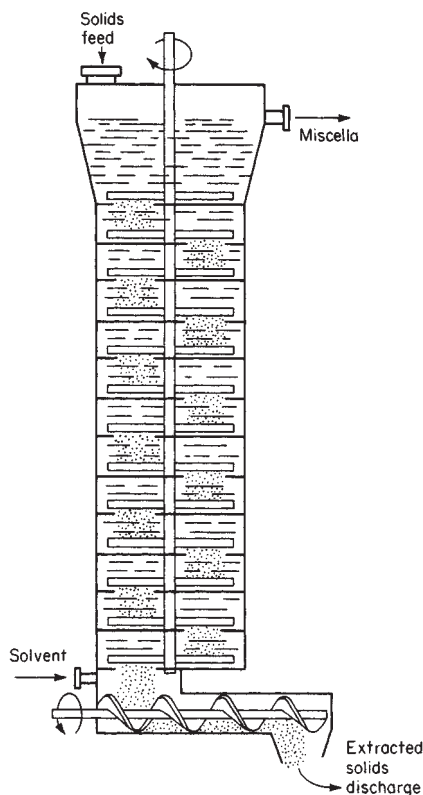 Solids
feed
Miscella
Solvent
Extracted
solids
discharge